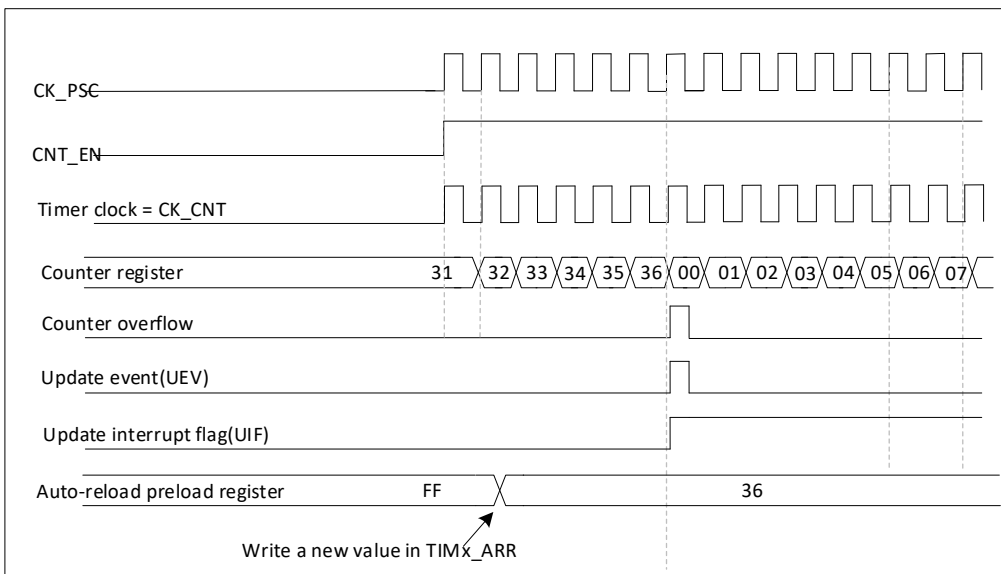 CK_PSC
CNT_EN
Timer clock = CK_CNT
Counter register 31 32 33 34 35 36 00 01 02 03 04 05 06 07
Counter overflow
Update event(UEV)
Update interrupt flag(UIF)
Auto-reload preload register FF 36
Write a new value in TIMx_ARR